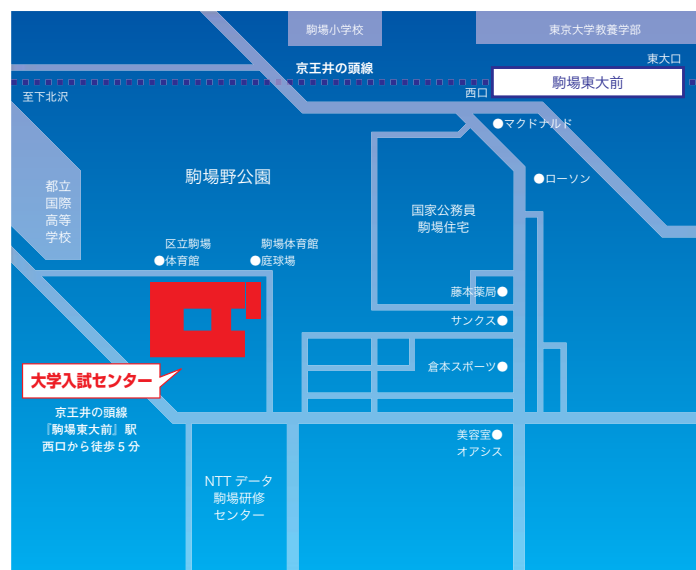 駒場小学校
東京大学教養学部
東大口
京王井の頭線
駒場東大前
西口
至下北沢
マクドナルド
駒場野公園
ローソン
都立
国際
高等
学校
国家公務員
駒場住宅
区立駒場
体育館
駒場体育館
庭球場
藤本薬局
サンクス
倉本スポーツ
大学入試センター
京王井の頭線
『駒場東大前』駅
西口から徒歩5分
美容室
オアシス
NTTデータ
駒場研修
センター